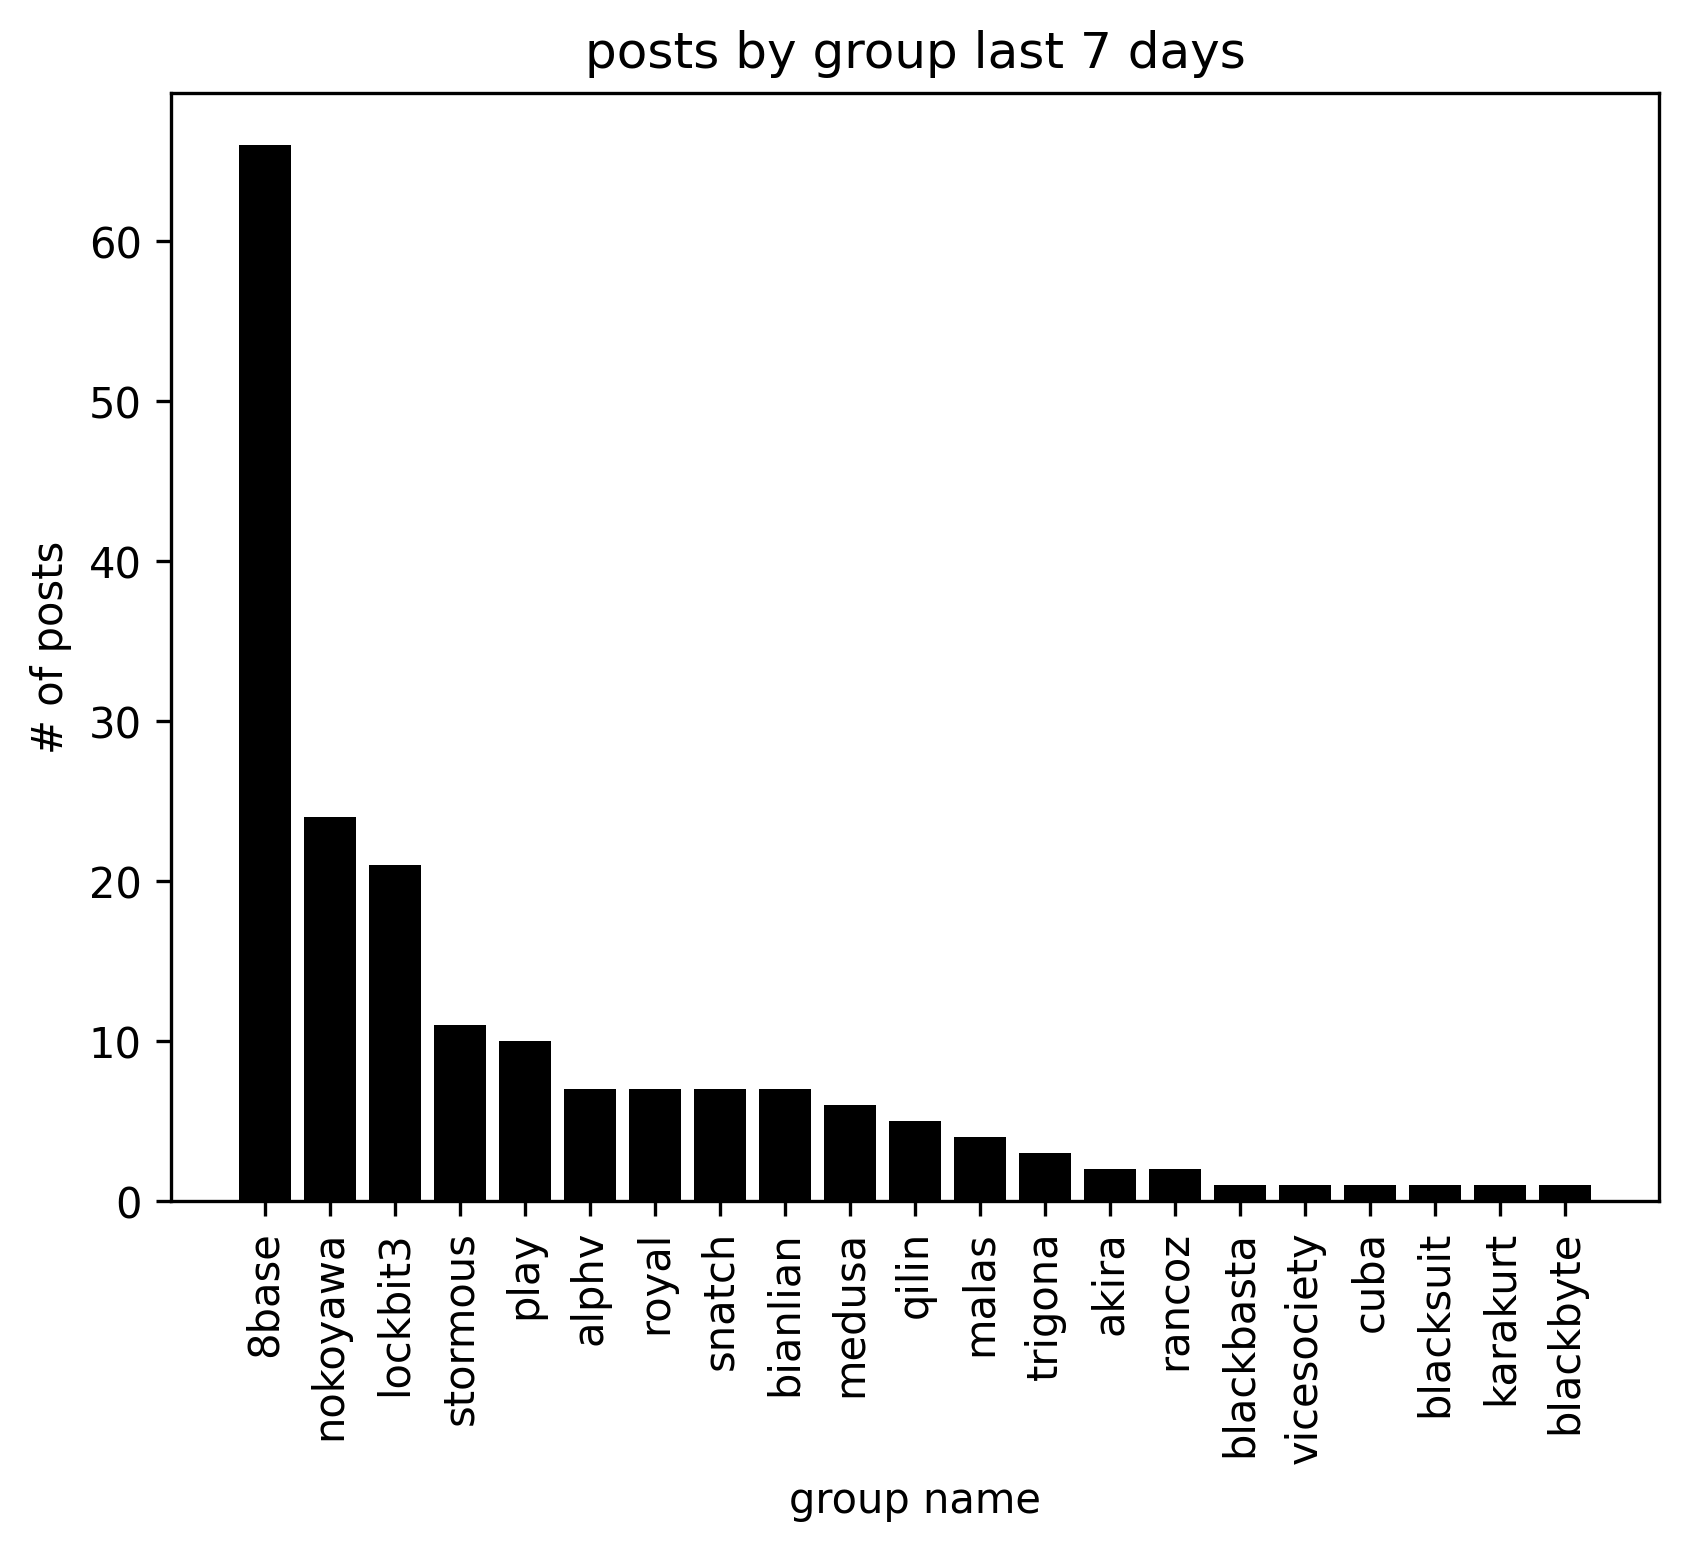 posts by group last 7 days
# of posts
60
50
40
30
20
10
0
8base
nokoyawa
lockbit3
stormous
play
alphv
royal
snatch
bianlian
medusa
qilin
malas
trigona
akira
rancoz
blackbasta
vicesociety
cuba
blacksuit
karakurt
blackbyte
group name